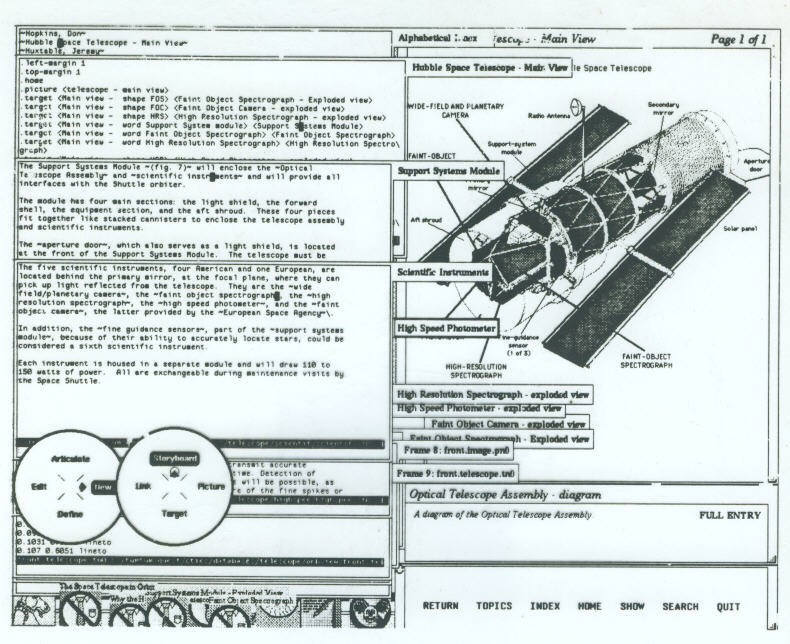 ~Hopkins, Don~
~Hubble Space Telescope - Main View~
~Huxtable, Jeremy~
.left-margin 1
.top-margin 1
.home
.picture <telescope - main view>
.target <Main view - shape FOS> <Faint Object Spectrograph - Exploded view>
.target <Main view - shape FOC> <Faint Object Camera - exploded view>
.target <Main view - shape HRS> <High Resolution Spectrograph - exploded view>
.target <Main view - word Support System module> <Support Systems Module>
.target <Main view - word Faint Object Spectrograph> <Faint Object Spectrograph>
.target <Main view - word High Resolution Spectrograph> <High Resolution Spectro\
graph>
The Support Systems Module ~(fig. 7)~ will enclose the ~Optical
Telescope Assembly~ and ~scientific instruments~ and will provide all
interfaces with the Shuttle orbiter.
The module has four main sections: the light shield, the forward
shell, the equipment section, and the aft shroud. These four pieces
fit together like stacked cannisters to enclose the telescope assembly
and scientific instruments.
The ~aperture door~, which also serves as a light shield, is located
at the front of the Support Systems Module. The telescope must be
The five scientific instruments, four American and one European, are
located behind the primary mirror, at the focal plane, where they can
pick up light reflected from the telescope. They are the ~wide
field/planetary camera~, the ~faint object spectrograph, the ~high
resolution spectrograph~, the ~high speed photometer~, and the ~faint
object camera~, the latter provided by the ~European Space Agency~\.
In addition, the ~fine guidance sensors~, part of the ~support systems
module~, because of their ability to accurately locate stars, could be
considered a sixth scientific instrument.
Each instrument is housed in a separate module and will draw 110 to
150 watts of power. All are exchangeable during maintenance visits by
the Space Shuttle.
Articulate
Edit
New
Define
Storyboard
Link
Picture
Target
ransmit accurate
time. Detection of
will be possible, as
e of the fine spikes or
0.1031
0.107 0.6051 lineto
The Space Telescope in Orbit
Support Systems Module - Exploded View
Why the H
Faint Object Spectrograph
Alphabetical
Main View
Page 1 of 1
Hubble Space Telescope - Main View
le Space Telescope
WIDE-FIELD AND PLANETARY
CAMERA
Radio Antenna
Secondary
mirror
Support-system
module
FAINT-OBJECT
Aperture
door
Support Systems Module
mirror
Aft shroud
Solar panel
Scientific Instruments
High Speed Photometer
ne-guidance
sensor
(1 of 3)
HIGH-RESOLUTION
SPECTROGRAPH
FAINT-OBJECT
SPECTROGRAPH
High Resolution Spectrograph - exploded view
High Speed Photometer - exploded view
Faint Object Camera - exploded view
Faint Object Spectrograph - Exploded view
Frame 8: front.image.pn0
Frame 9: front.telescope.tn0
Optical Telescope Assembly - diagram
A diagram of the Optical Telescope Assembly
FULL ENTRY
RETURN TOPICS INDEX HOME SHOW SEARCH QUIT